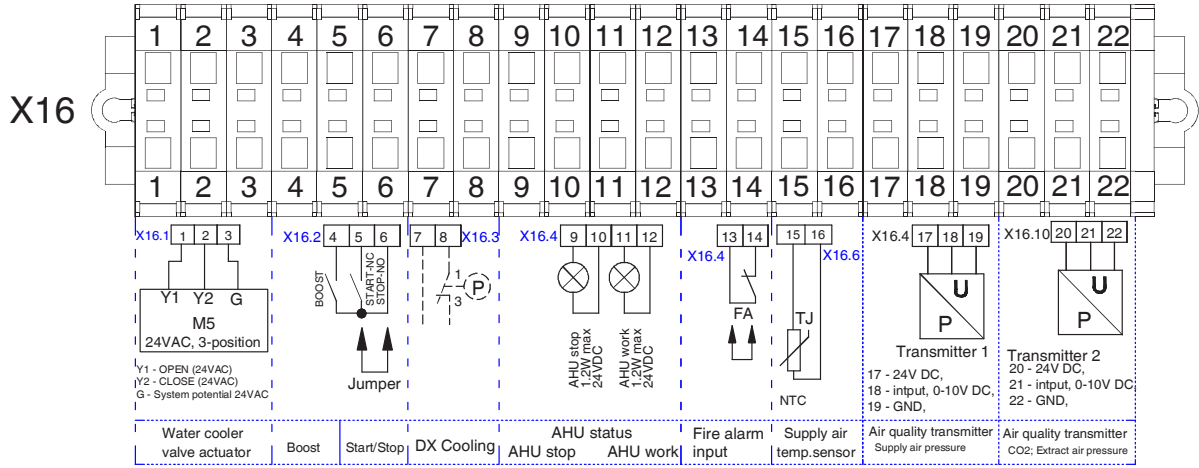 1 2 3 4 5 6 7 8 9 10 11 12 13 14 15 16 17 18 19 20 21 22
X16
1 2 3 4 5 6 7 8 9 10 11 12 13 14 15 16 17 18 19 20 21 22
X16.1 1 2 3
Y1 Y2 G
M5
24VAC, 3-position
Y1 - OPEN (24VAC)
Y2 - CLOSE (24VAC)
G - System potential 24VAC
X16.2 4 5 6
BOOST
START-NC
STOP-NO
Jumper
7 8 X16.3
1
3
P
X16.4 9 10 11 12
AHU stop
1.2W max
24VDC
AHU work
1.2W max
24VDC
13 14
X16.4
FA
15 16
X16.6
TJ
NTC
X16.4 17 18 19
U
P
Transmitter 1
17 - 24V DC,
18 - intput, 0-10V DC,
19 - GND,
X16.10 20 21 22
U
P
Transmitter 2
20 - 24V DC,
21 - intput, 0-10V DC
22 - GND,
Water cooler
valve actuator
Boost
Start/Stop
DX Cooling
AHU status
AHU stop AHU work
Fire alarm
input
Supply air
temp.sensor
Air quality transmitter
Supply air pressure
Air quality transmitter
CO2; Extract air pressure